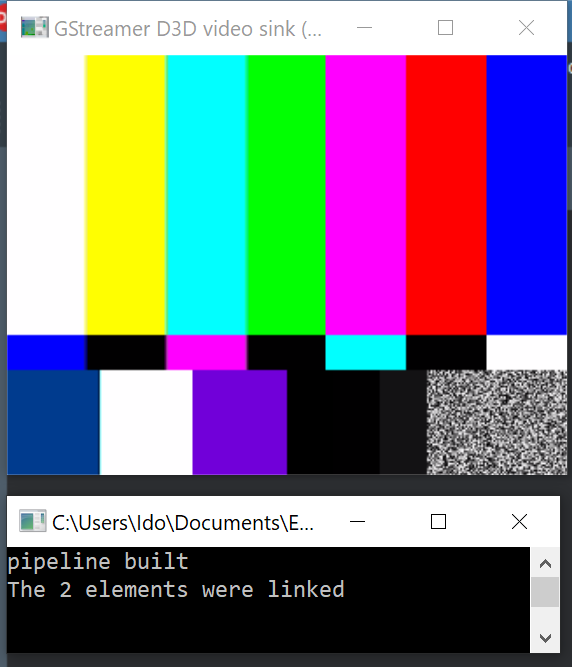 GStreamer D3D video sink (...
C:\Users\Ido\Documents\E...
pipeline built
The 2 elements were linked